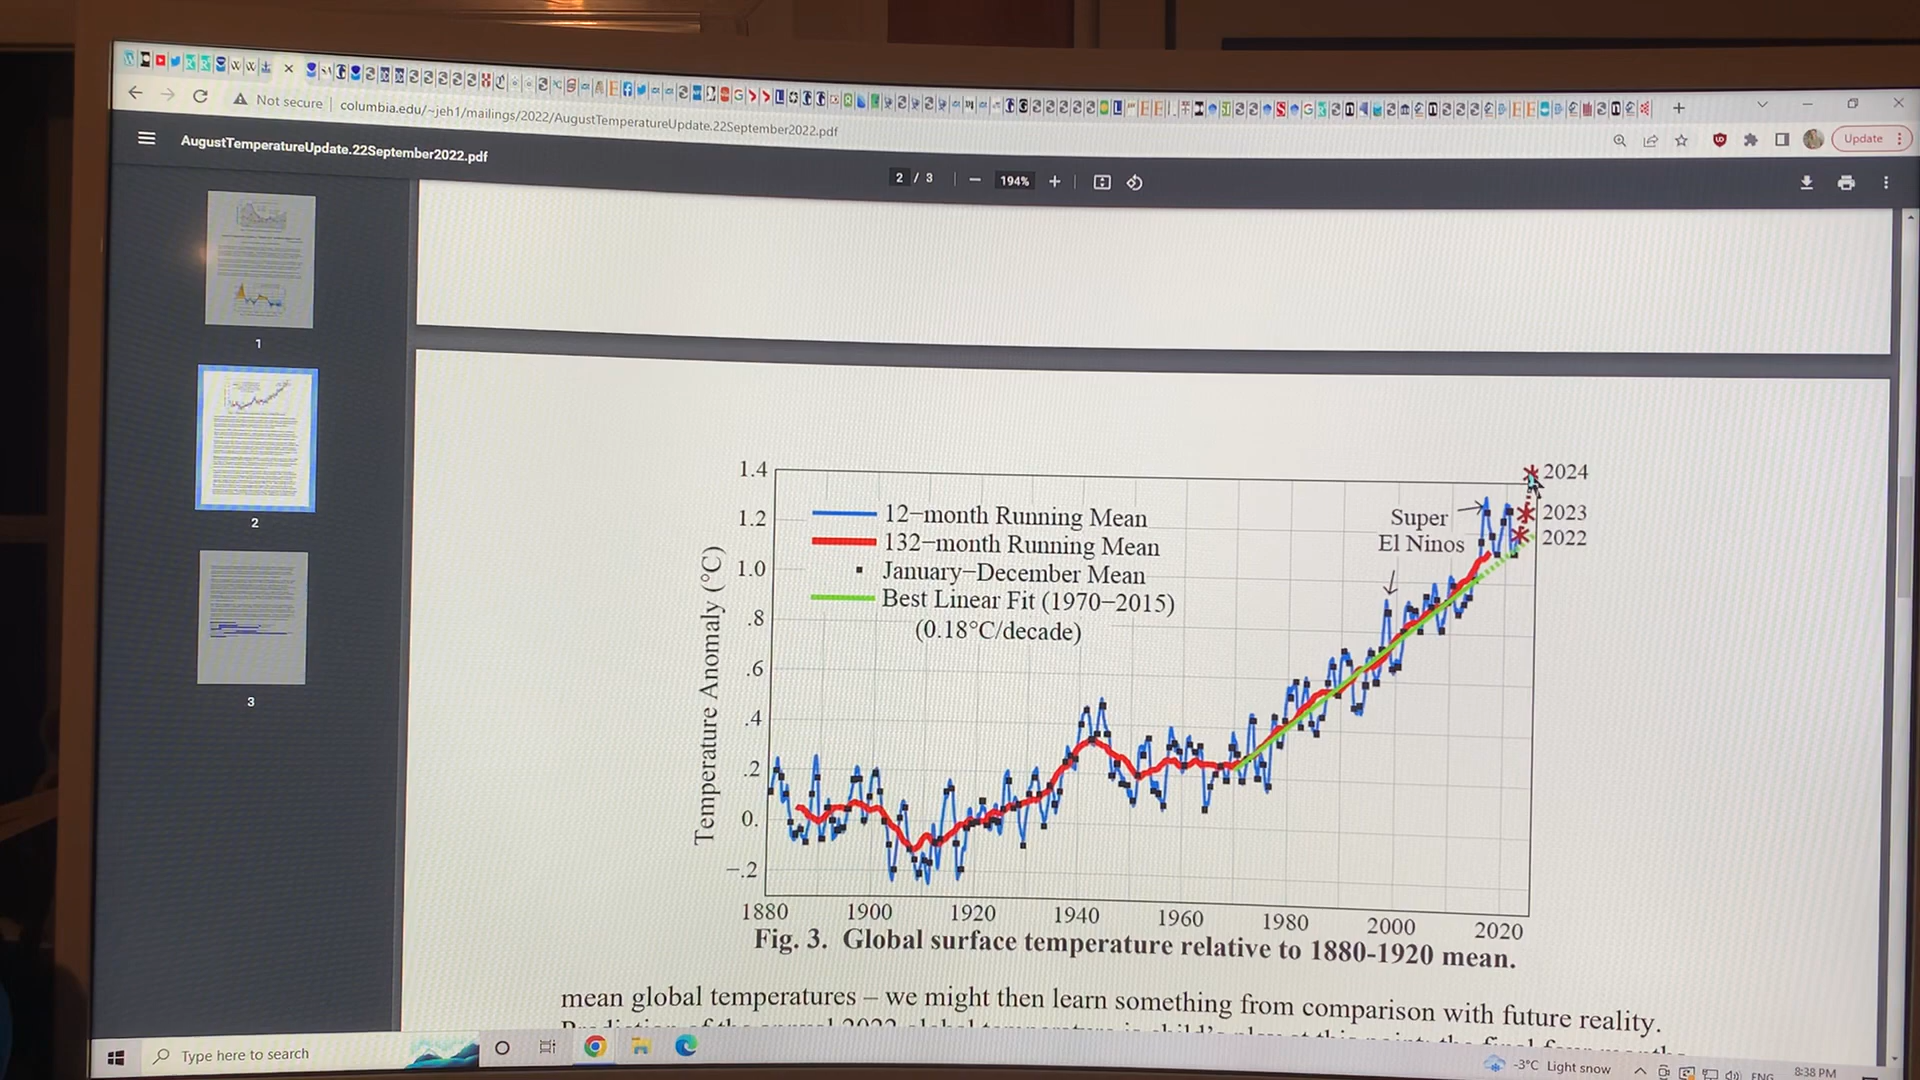 Not secure | columbia.edu/~jeh1/mailings/2022/AugustTemperatureUpdate.22September2022.pdf
Update
AugustTemperatureUpdate.22September2022.pdf
2 / 3
194%
1
2
3
1.4
1.2
1.0
.8
.6
.4
.2
0.
-.2
Temperature Anomaly (°C)
12-month Running Mean
132-month Running Mean
January-December Mean
Best Linear Fit (1970-2015)
(0.18°C/decade)
Super
El Ninos
2024
2023
2022
1880 1900 1920 1940 1960 1980 2000 2020
Fig. 3. Global surface temperature relative to 1880-1920 mean.
mean global temperatures – we might then learn something from comparison with future reality.
Type here to search
-3°C Light snow
ENG
8:38 PM